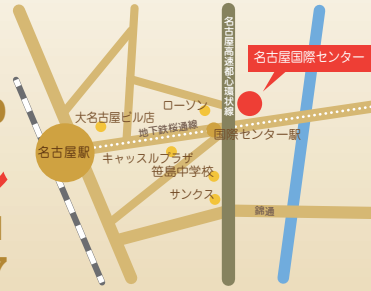 名古屋高速都心環状線
名古屋国際センター
ローソン
大名古屋ビル店
地下鉄桜通線
国際センター駅
名古屋駅
キャッスルプラザ
笹島中学校
サンクス
錦通